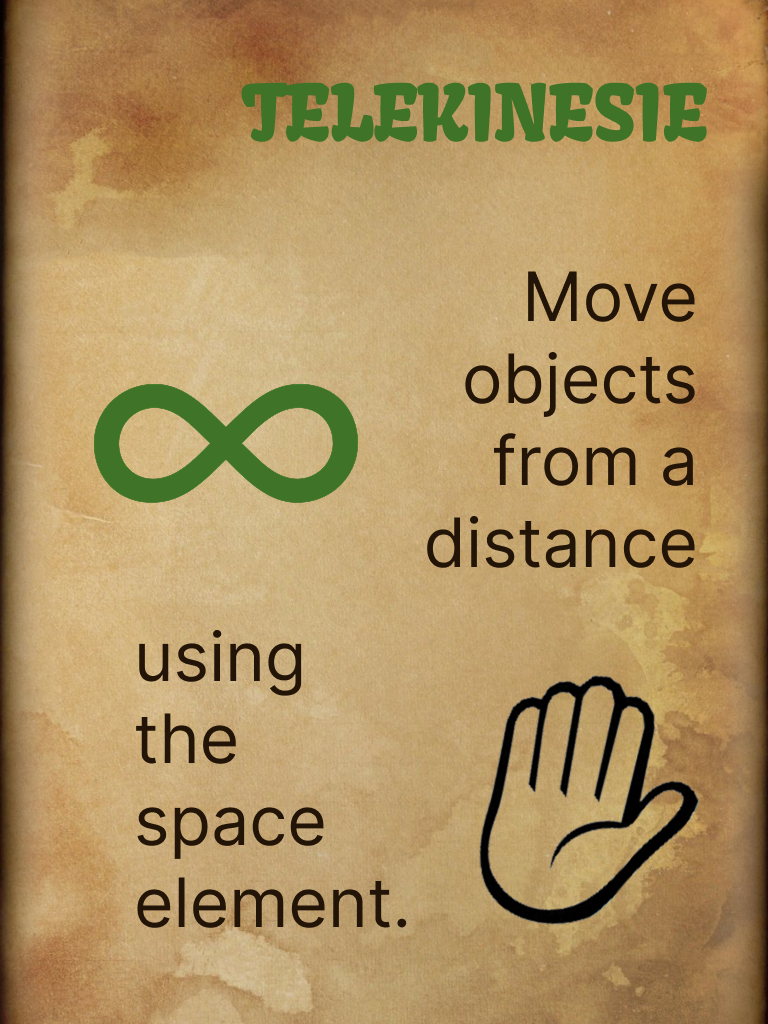 TELEKINESIE
Move
objects
from a
distance
using
the
space
element.